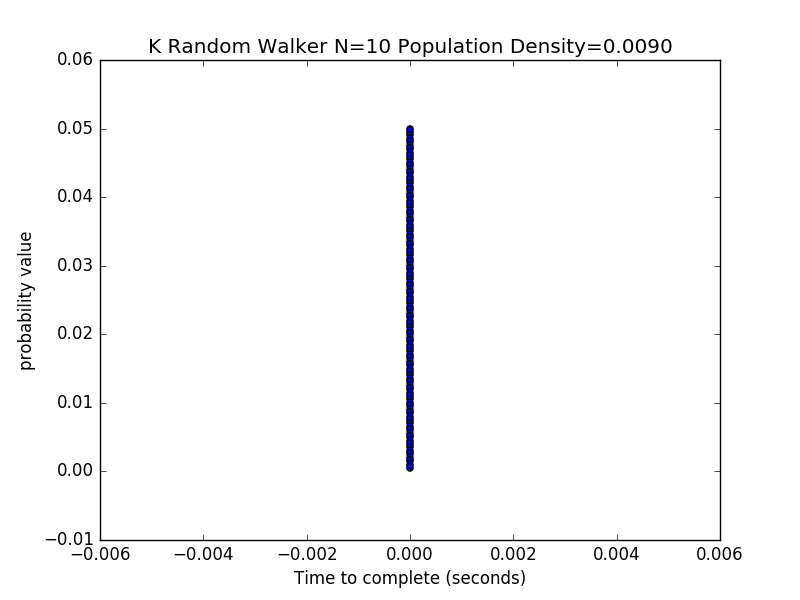 K Random Walker N=10 Population Density=0.0090
0.06
0.05
0.04
0.03
0.02
0.01
0.00
−0.01
probability value
−0.006 −0.004 −0.002 0.000 0.002 0.004 0.006
Time to complete (seconds)